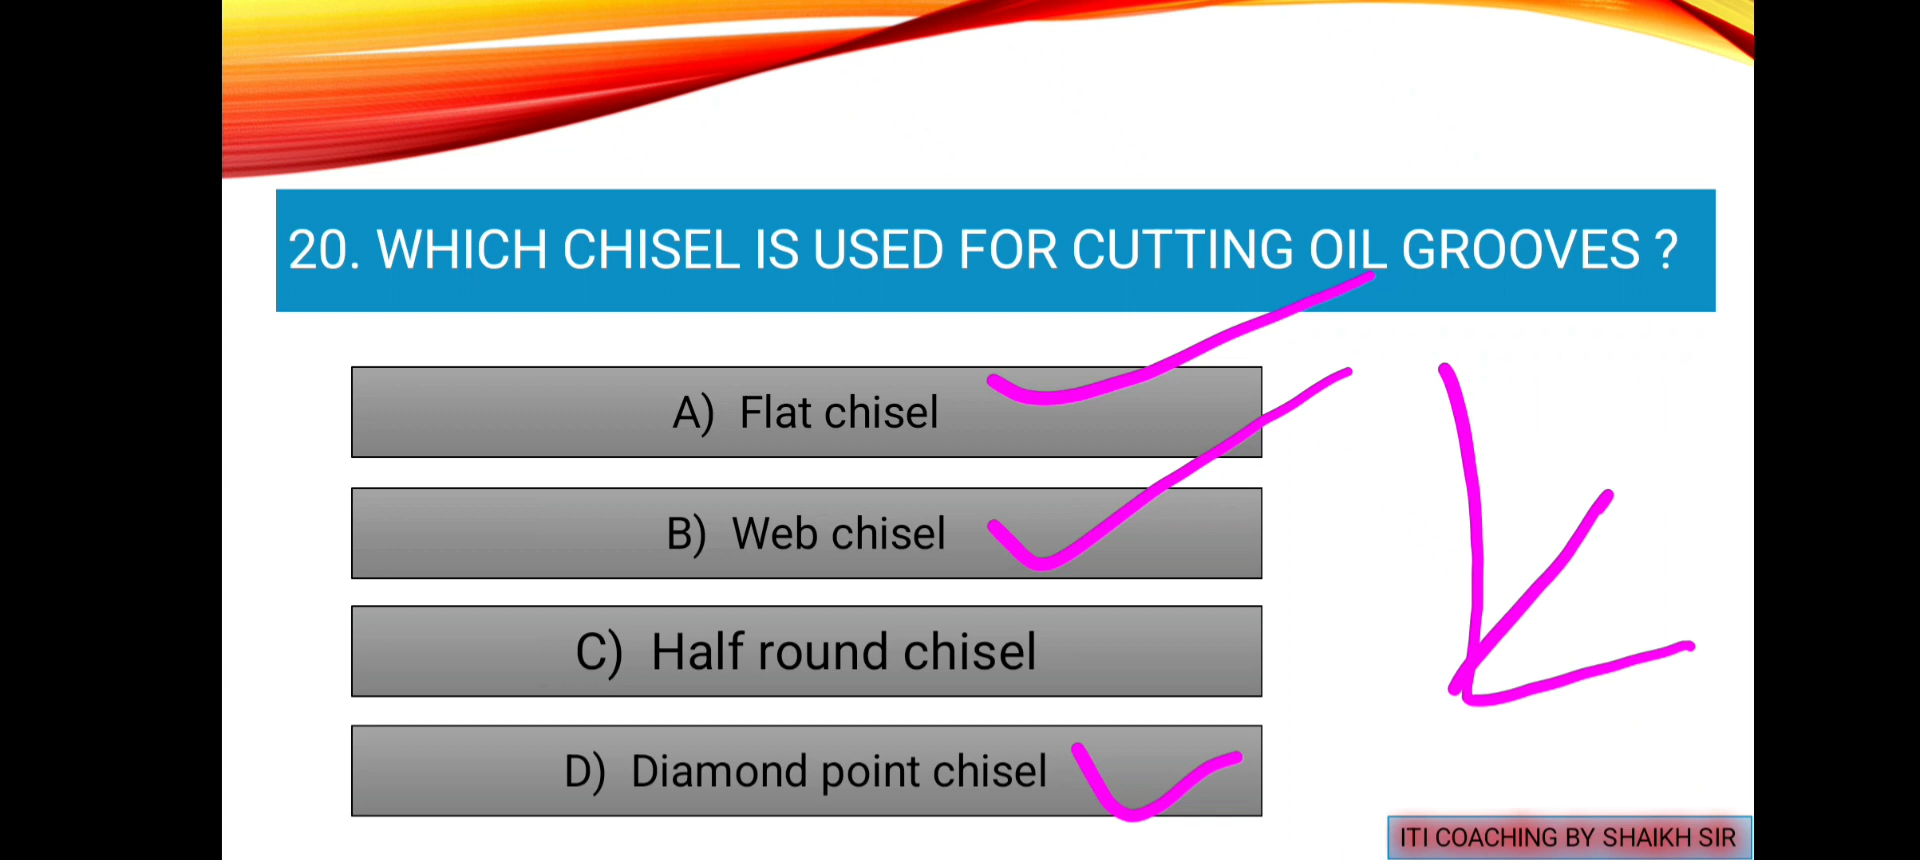 20. WHICH CHISEL IS USED FOR CUTTING OIL GROOVES ?
A) Flat chisel
B) Web chisel
C) Half round chisel
D) Diamond point chisel
ITI COACHING BY SHAIKH SIR